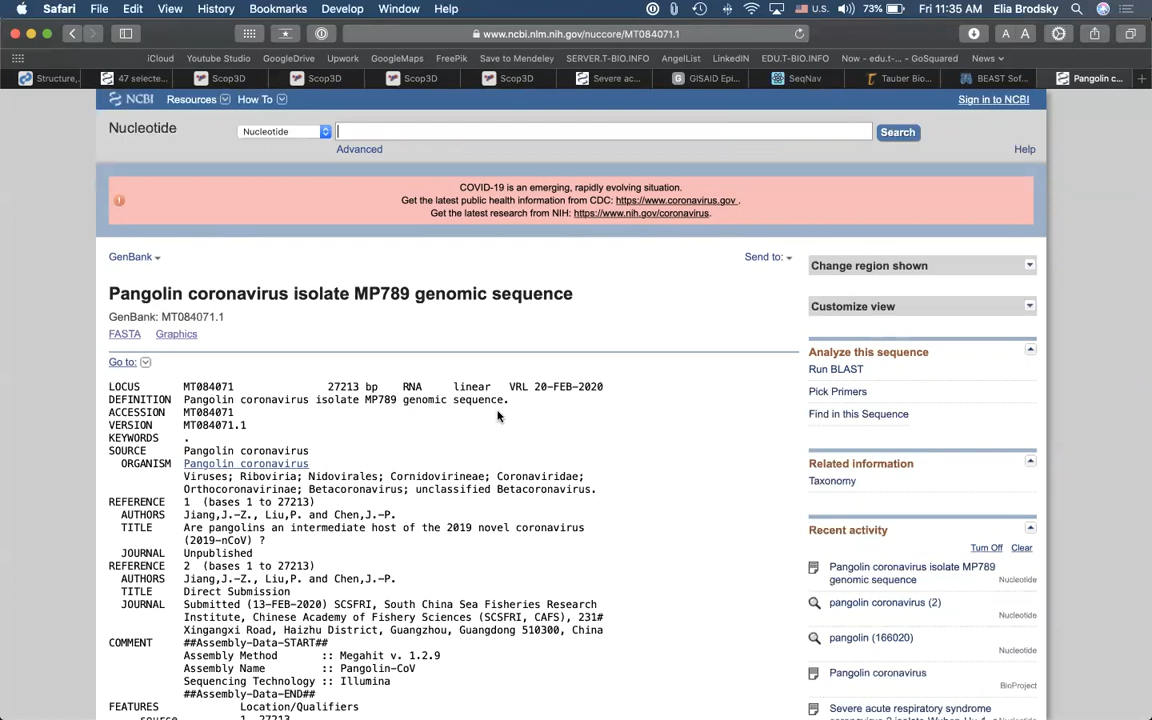 Safari File Edit View History Bookmarks Develop Window Help U.S. 73% Fri 11:35 AM Elia Brodsky
www.ncbi.nlm.nih.gov/nuccore/MT084071.1 A A
iCloud Youtube Studio GoogleDrive Upwork GoogleMaps FreePik Save to Mendeley SERVER.T-BIO.INFO AngelList LinkedIN EDU.T-BIO.INFO Now - edu.t-... - GoSquared News
Structure,... 47 selecte... Scop3D Scop3D Scop3D Scop3D Severe ac... GISAID Epi... SeqNav Tauber Bio... BEAST Sof... Pangolin c...
NCBI Resources How To Sign in to NCBI
Nucleotide Nucleotide Search
Advanced Help
COVID-19 is an emerging, rapidly evolving situation.
Get the latest public health information from CDC: https://www.coronavirus.gov .
Get the latest research from NIH: https://www.nih.gov/coronavirus.
GenBank Send to:
Change region shown
Pangolin coronavirus isolate MP789 genomic sequence
Customize view
GenBank: MT084071.1
FASTA Graphics
Analyze this sequence
Go to:
Run BLAST
LOCUS MT084071 27213 bp RNA linear VRL 20-FEB-2020
Pick Primers
DEFINITION Pangolin coronavirus isolate MP789 genomic sequence.
ACCESSION MT084071
Find in this Sequence
VERSION MT084071.1
KEYWORDS .
SOURCE Pangolin coronavirus
ORGANISM Pangolin coronavirus
Related information
Viruses; Riboviria; Nidovirales; Cornidovirineae; Coronaviridae;
Taxonomy
Orthocoronavirinae; Betacoronavirus; unclassified Betacoronavirus.
REFERENCE 1 (bases 1 to 27213)
AUTHORS Jiang,J.-Z., Liu,P. and Chen,J.-P.
TITLE Are pangolins an intermediate host of the 2019 novel coronavirus
Recent activity
(2019-nCoV) ?
Turn Off Clear
JOURNAL Unpublished
REFERENCE 2 (bases 1 to 27213)
Pangolin coronavirus isolate MP789
genomic sequence Nucleotide
AUTHORS Jiang,J.-Z., Liu,P. and Chen,J.-P.
TITLE Direct Submission
JOURNAL Submitted (13-FEB-2020) SCSFRI, South China Sea Fisheries Research
pangolin coronavirus (2)
Nucleotide
Institute, Chinese Academy of Fishery Sciences (SCSFRI, CAFS), 231#
Xingangxi Road, Haizhu District, Guangzhou, Guangdong 510300, China
pangolin (166020)
Nucleotide
COMMENT ##Assembly-Data-START##
Assembly Method :: Megahit v. 1.2.9
Assembly Name :: Pangolin-CoV
Pangolin coronavirus
BioProject
Sequencing Technology :: Illumina
##Assembly-Data-END##
FEATURES Location/Qualifiers
Severe acute respiratory syndrome
source 1..27213